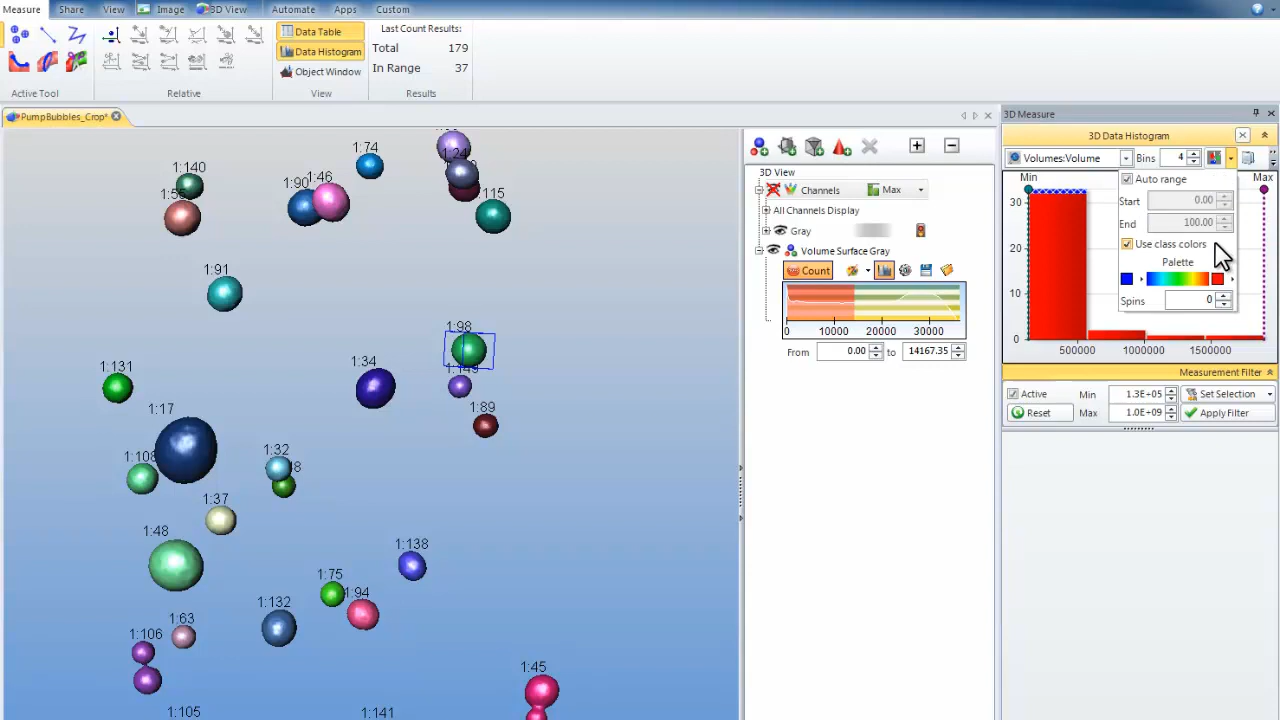 Measure Share View Image 3D View Automate Apps Custom
Data Table
Data Histogram
Object Window
Last Count Results:
Total 179
In Range 37
Active Tool Relative View Results
PumpBubbles_Crop*
3D Measure
3D Data Histogram
Volumes:Volume Bins 4
Auto range
Start 0.00
End 100.00
Use class colors
Palette
Spins 0
Min Max
30
20
10
0
500000 1000000 1500000
Measurement Filter
Active Min 1.3E+05 Set Selection
Reset Max 1.0E+09 Apply Filter
3D View
Channels Max
All Channels Display
Gray
Volume Surface Gray
Count
0 10000 20000 30000
From 0.00 to 14167.35
1:74
1:140
1:90 1:46
115
1:91
1:98
1:131
1:34
1:17
1:89
1:32
1:37
1:48
1:138
1:75
1:94
1:132
1:63
1:106
1:45
1:105
1:141